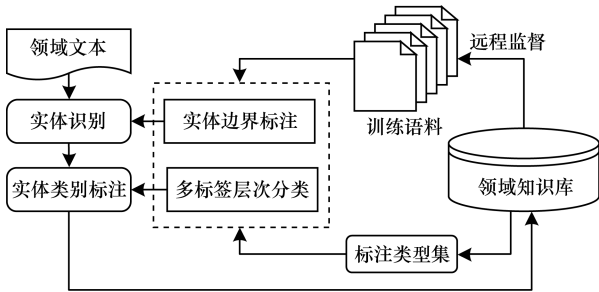 领域文本
远程监督
实体识别
实体边界标注
训练语料
实体类别标注
多标签层次分类
领域知识库
标注类型集